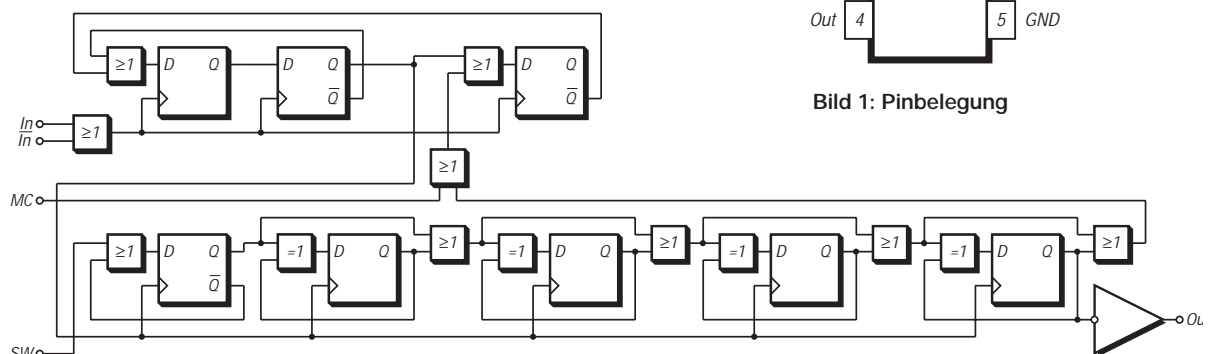 Out 4
5 GND
Bild 1: Pinbelegung
≥1
D Q
D Q
Q
≥1
D Q
Q
In
In
≥1
≥1
MC
≥1
D Q
Q
=1
D Q
≥1
=1
D Q
≥1
=1
D Q
≥1
=1
D Q
≥1
Ou
SW